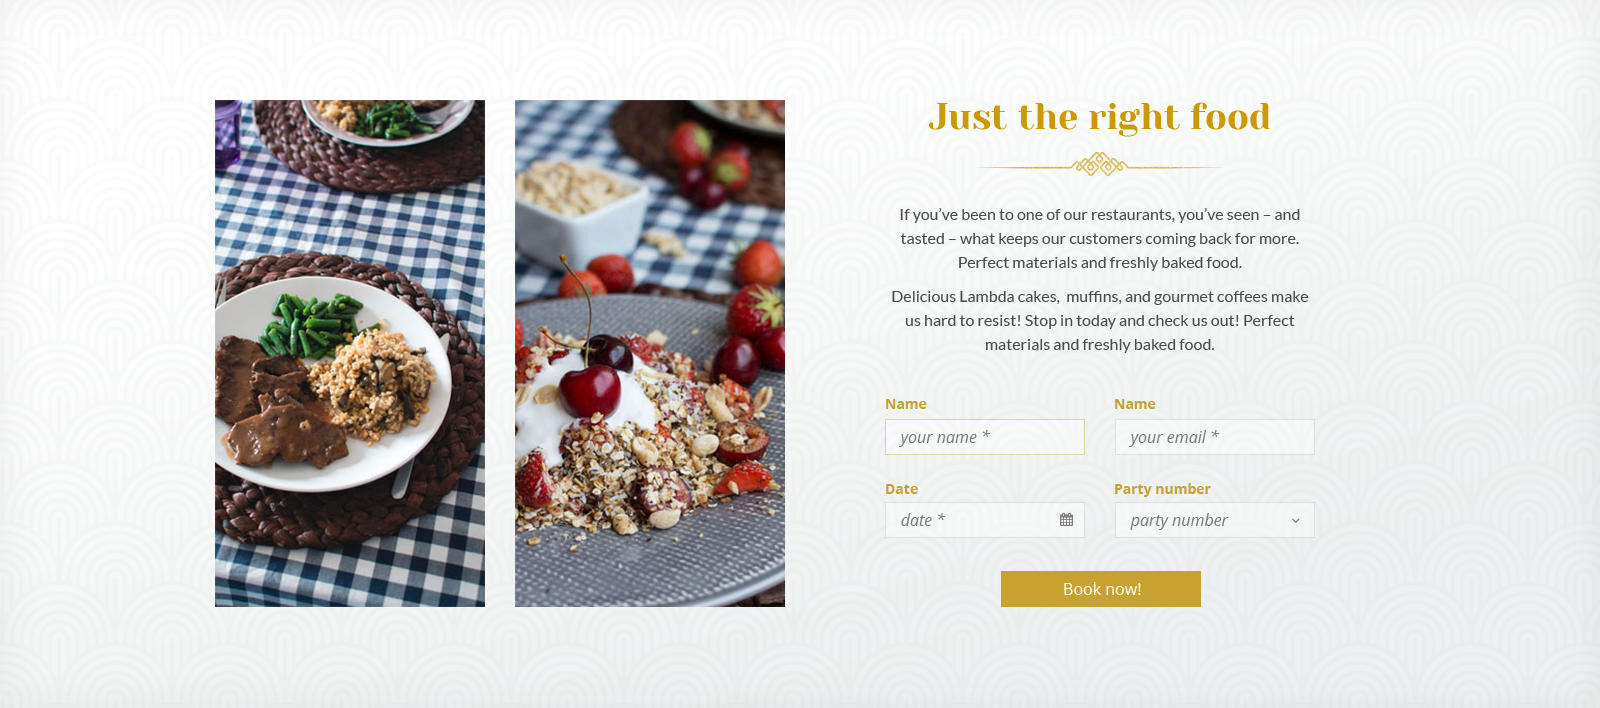 Just the right food
If you’ve been to one of our restaurants, you’ve seen – and
tasted – what keeps our customers coming back for more.
Perfect materials and freshly baked food.
Delicious Lambda cakes,  muffins, and gourmet coffees make
us hard to resist! Stop in today and check us out! Perfect
materials and freshly baked food.
Name
Name
your name *
your email *
Date
Party number
date *
party number
Book now!